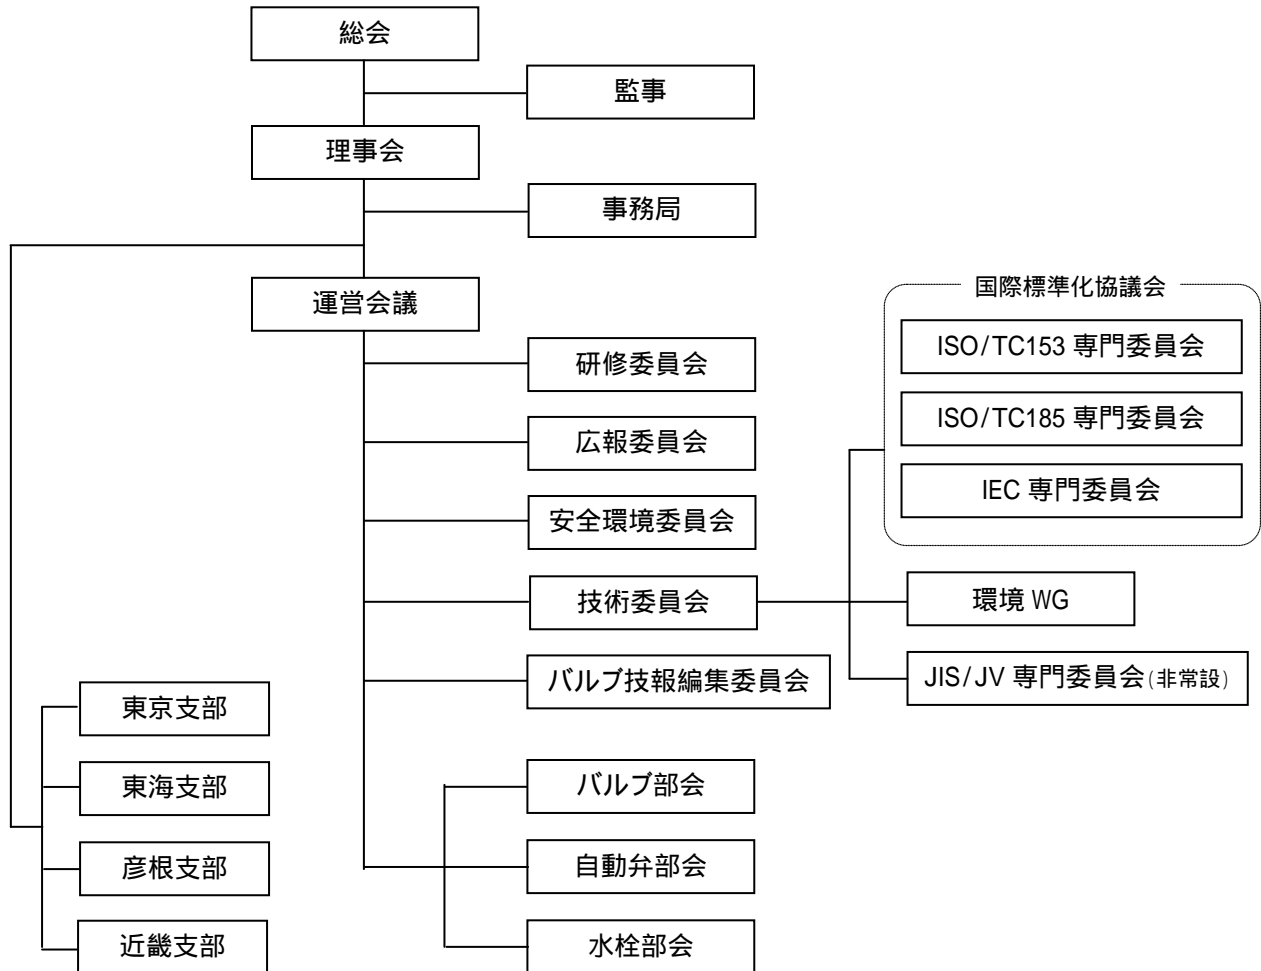 総会
監事
理事会
事務局
運営会議
国際標準化協議会
ISO/TC153 専門委員会
ISO/TC185 専門委員会
IEC 専門委員会
研修委員会
広報委員会
安全環境委員会
技術委員会
環境 WG
バルブ技報編集委員会
JIS/JV 専門委員会(非常設)
東京支部
東海支部
彦根支部
近畿支部
バルブ部会
自動弁部会
水栓部会